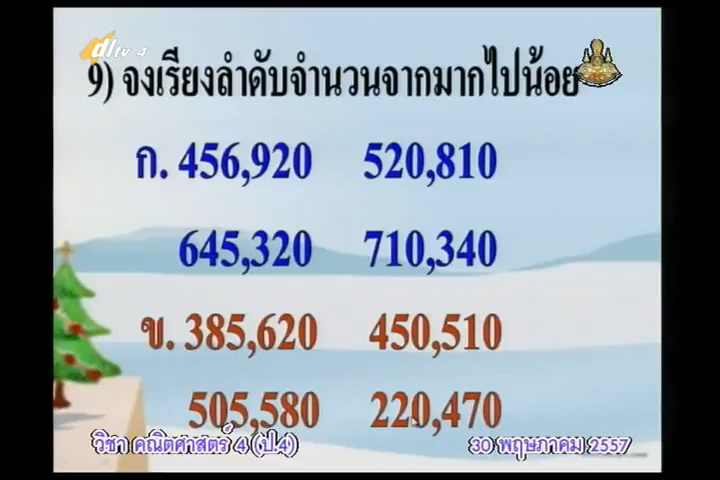 dltv 4
9) จงเรียงลำดับจำนวนจากมากไปน้อย
ก. 456,920 520,810
645,320 710,340
ข. 385,620 450,510
505,580 220,470
วิชา คณิตศาสตร์ 4 (ป.4) 30 พฤษภาคม 2557